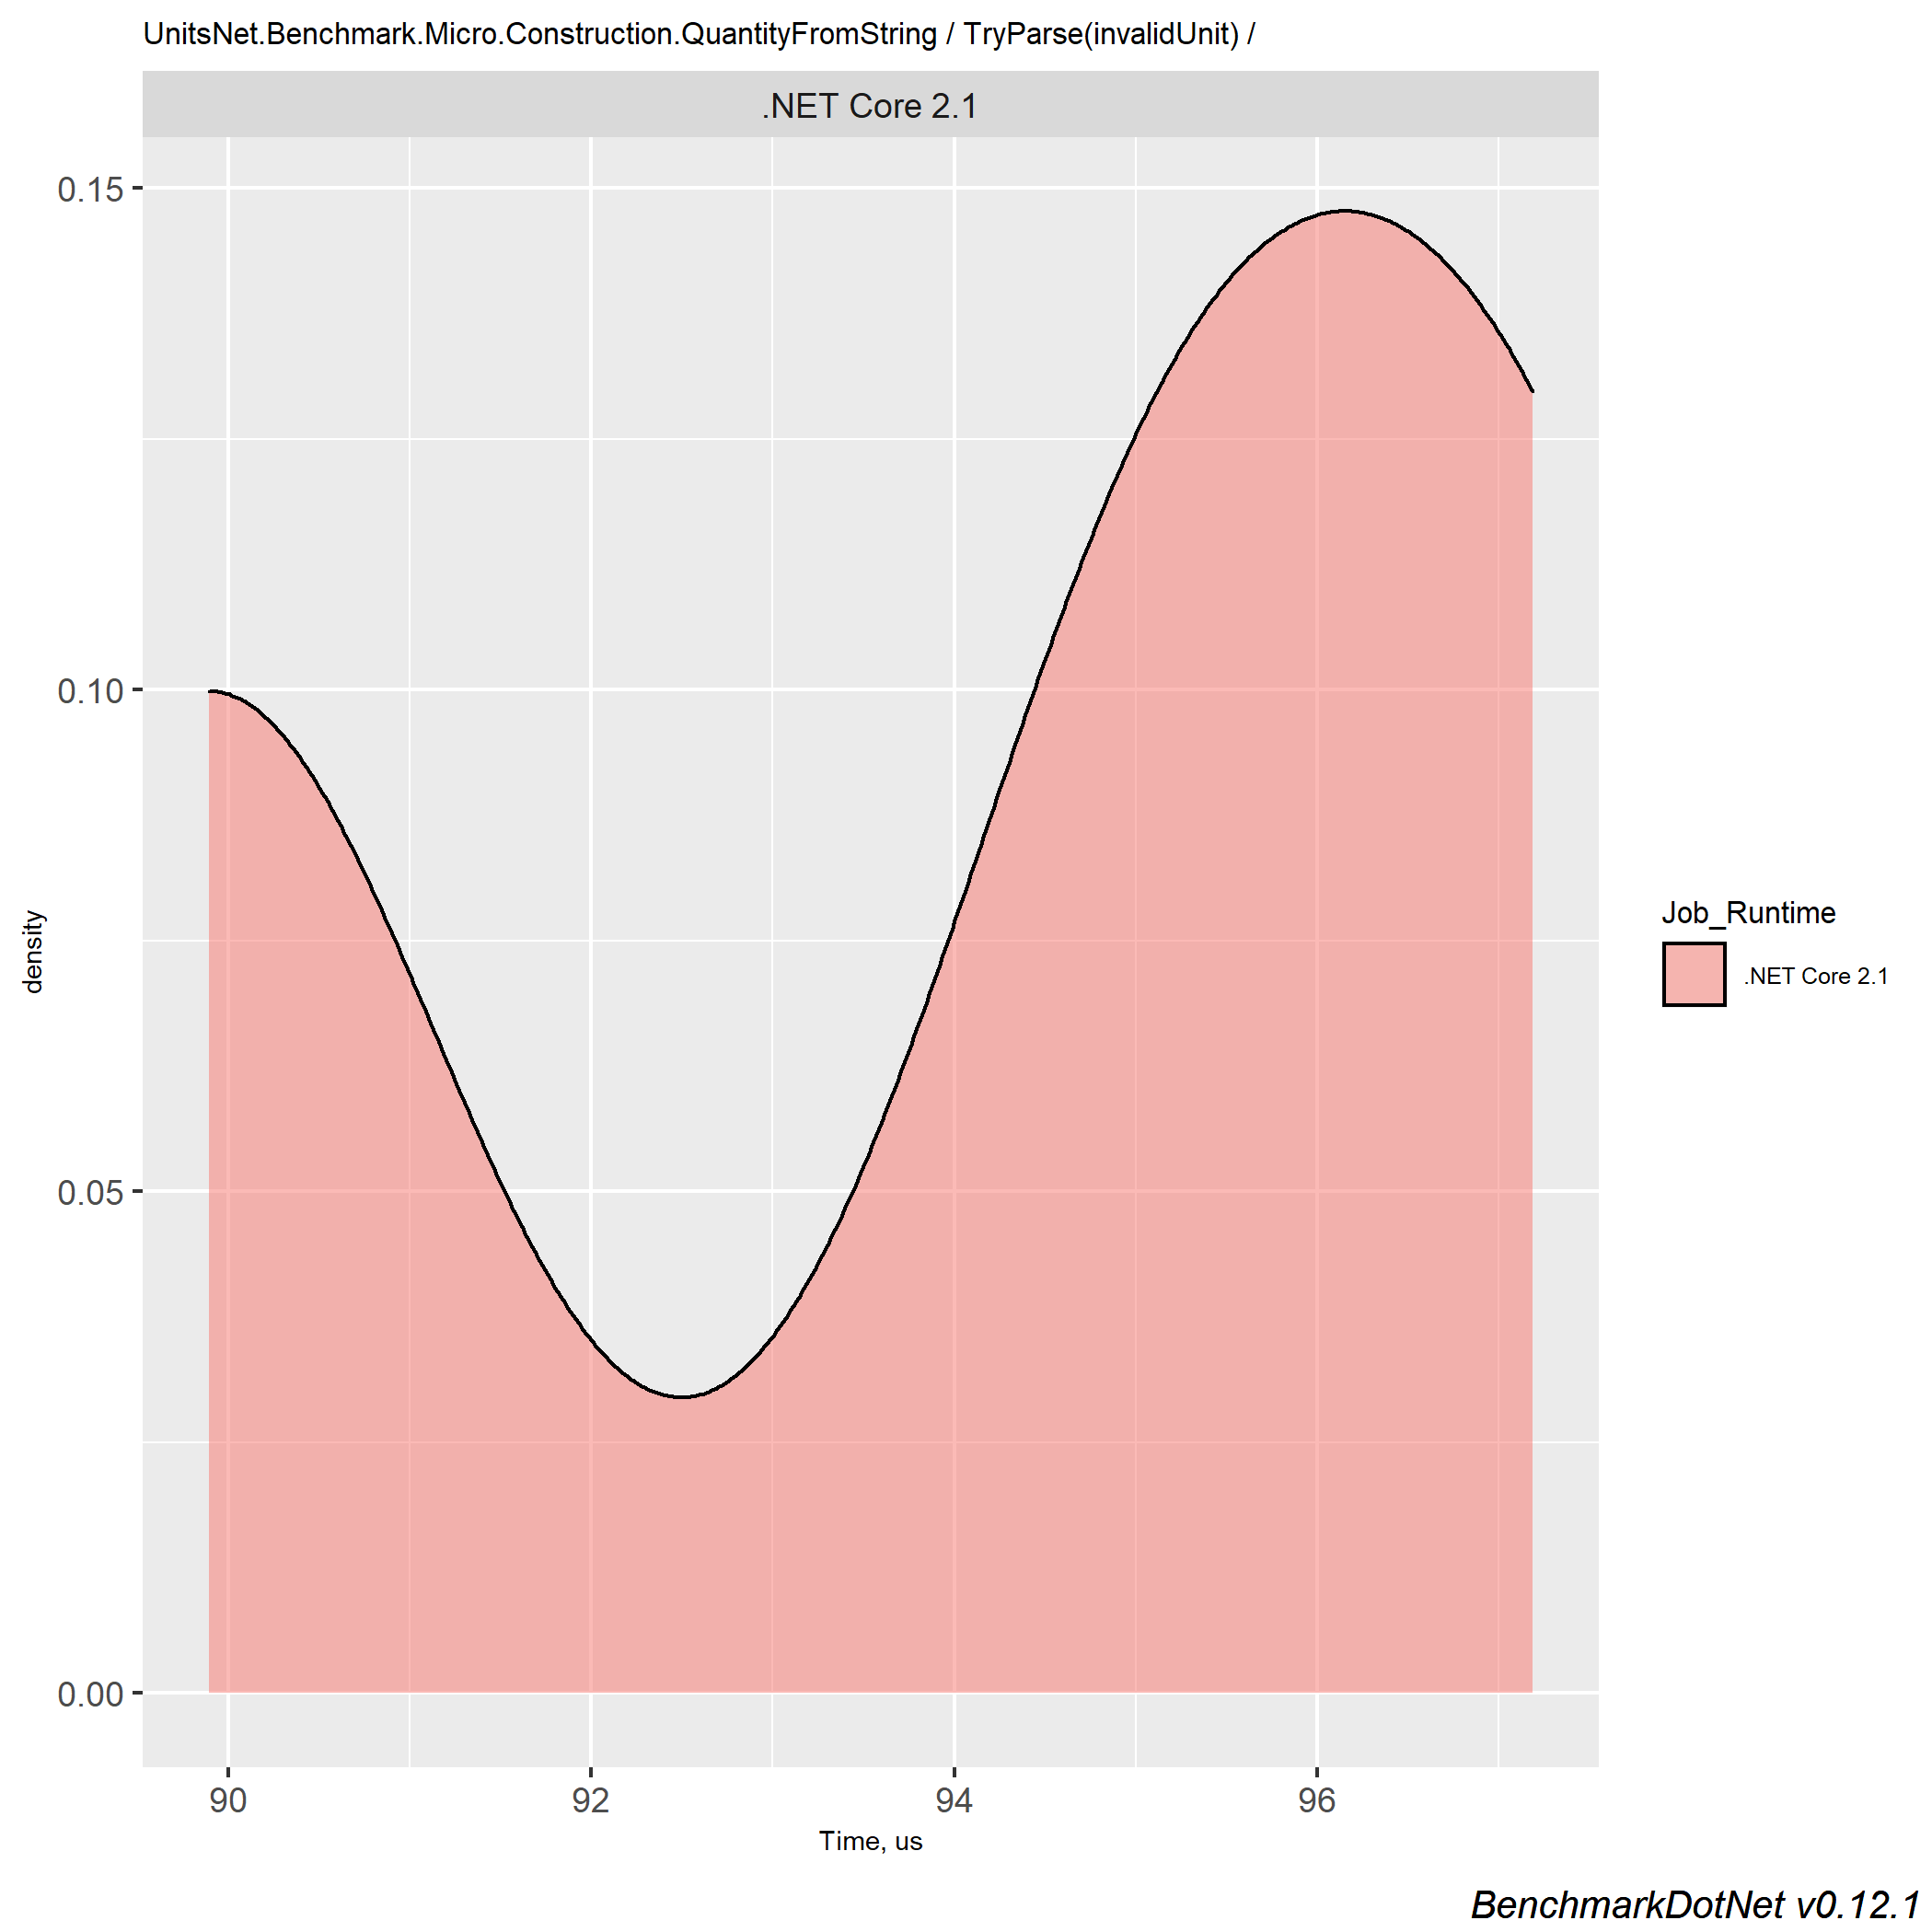 UnitsNet.Benchmark.Micro.Construction.QuantityFromString / TryParse(invalidUnit) /
.NET Core 2.1
0.15
0.10
0.05
0.00
density
90 92 94 96
Time, us
Job_Runtime
.NET Core 2.1
BenchmarkDotNet v0.12.1